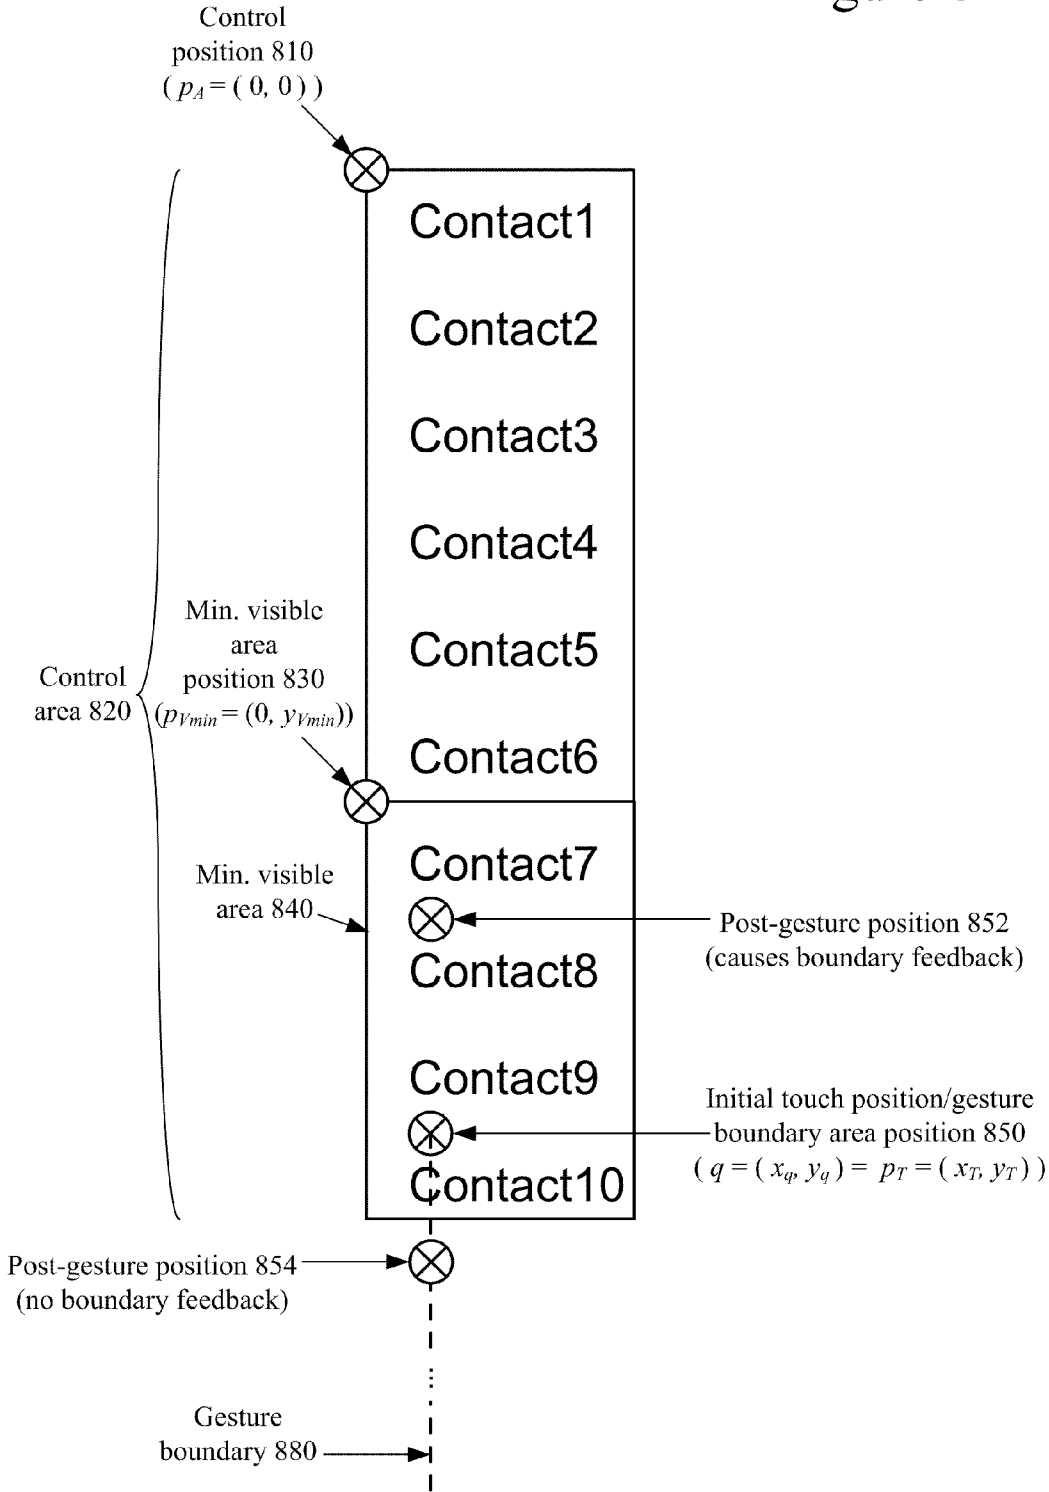 Control
position 810
( pA = ( 0, 0 ) )
Contact1
Contact2
Contact3
Contact4
Contact5
Contact6
Min. visible
area
position 830
(pVmin = (0, yVmin))
Control
area 820
Contact7
Contact8
Contact9
Contact10
Min. visible
area 840
Post-gesture position 852
(causes boundary feedback)
Initial touch position/gesture
boundary area position 850
( q = ( xq, yq ) = pT = ( xT, yT ) )
Post-gesture position 854
(no boundary feedback)
Gesture
boundary 880